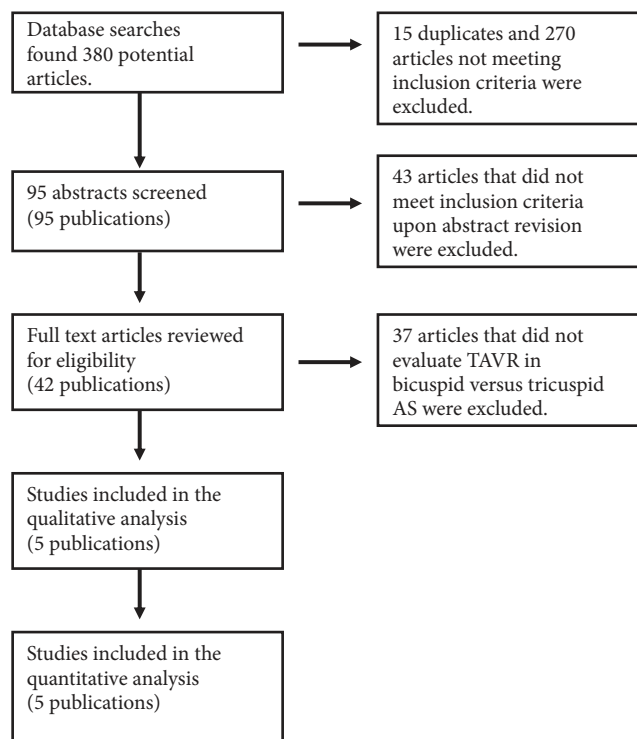 Database searches
found 380 potential
articles.
15 duplicates and 270
articles not meeting
inclusion criteria were
excluded.
95 abstracts screened
(95 publications)
43 articles that did not
meet inclusion criteria
upon abstract revision
were excluded.
Full text articles reviewed
for eligibility
(42 publications)
37 articles that did not
evaluate TAVR in
bicuspid versus tricuspid
AS were excluded.
Studies included in the
qualitative analysis
(5 publications)
Studies included in the
quantitative analysis
(5 publications)